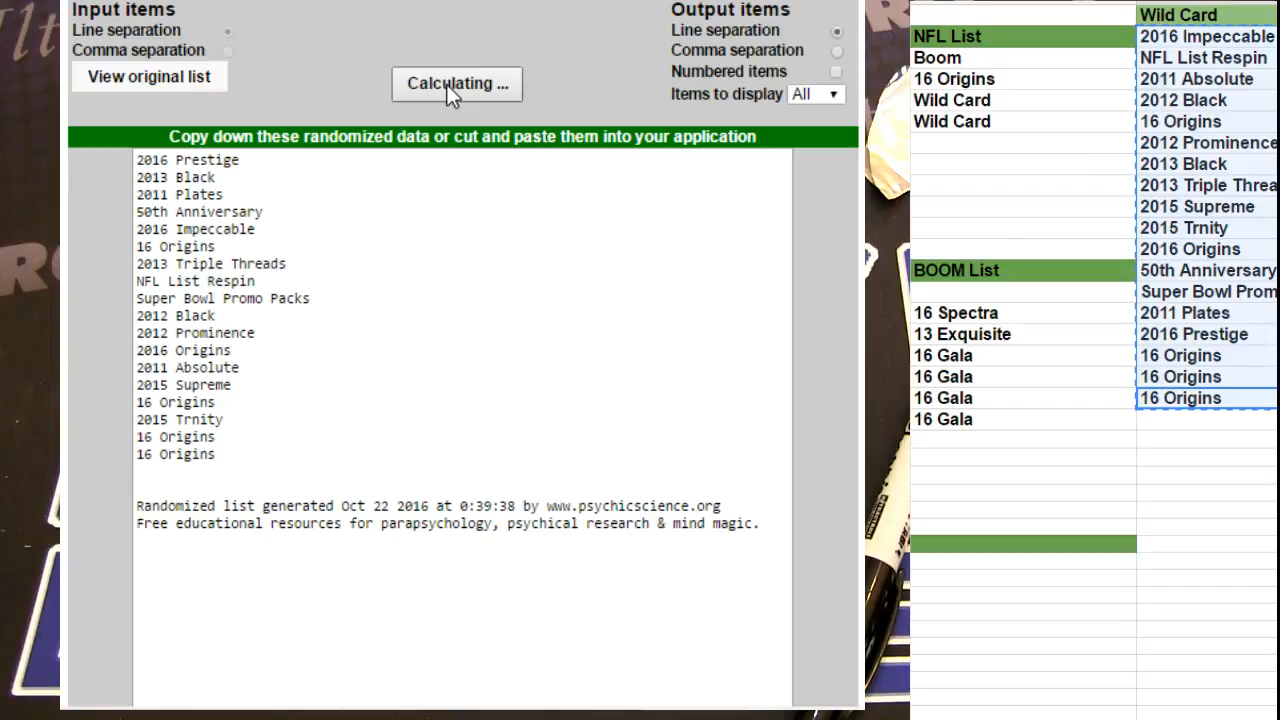 Input items
Line separation
Comma separation
View original list
Calculating ...
Output items
Line separation
Comma separation
Numbered items
Items to display All
Copy down these randomized data or cut and paste them into your application
2016 Prestige
2013 Black
2011 Plates
50th Anniversary
2016 Impeccable
16 Origins
2013 Triple Threads
NFL List Respin
Super Bowl Promo Packs
2012 Black
2012 Prominence
2016 Origins
2011 Absolute
2015 Supreme
16 Origins
2015 Trnity
16 Origins
16 Origins
Randomized list generated Oct 22 2016 at 0:39:38 by www.psychicscience.org
Free educational resources for parapsychology, psychical research & mind magic.
NFL List
Boom
16 Origins
Wild Card
Wild Card
BOOM List
16 Spectra
13 Exquisite
16 Gala
16 Gala
16 Gala
16 Gala
Wild Card
2016 Impeccable
NFL List Respin
2011 Absolute
2012 Black
16 Origins
2012 Prominence
2013 Black
2013 Triple Threa
2015 Supreme
2015 Trnity
2016 Origins
50th Anniversary
Super Bowl Prom
2011 Plates
2016 Prestige
16 Origins
16 Origins
16 Origins